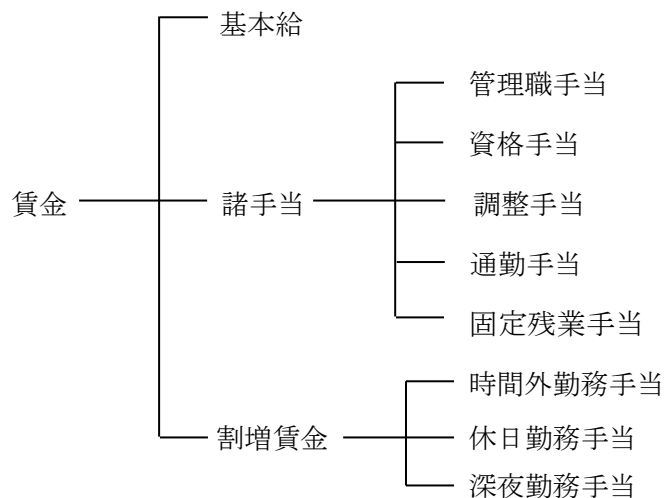 賃金
基本給
諸手当
管理職手当
資格手当
調整手当
通勤手当
固定残業手当
割増賃金
時間外勤務手当
休日勤務手当
深夜勤務手当